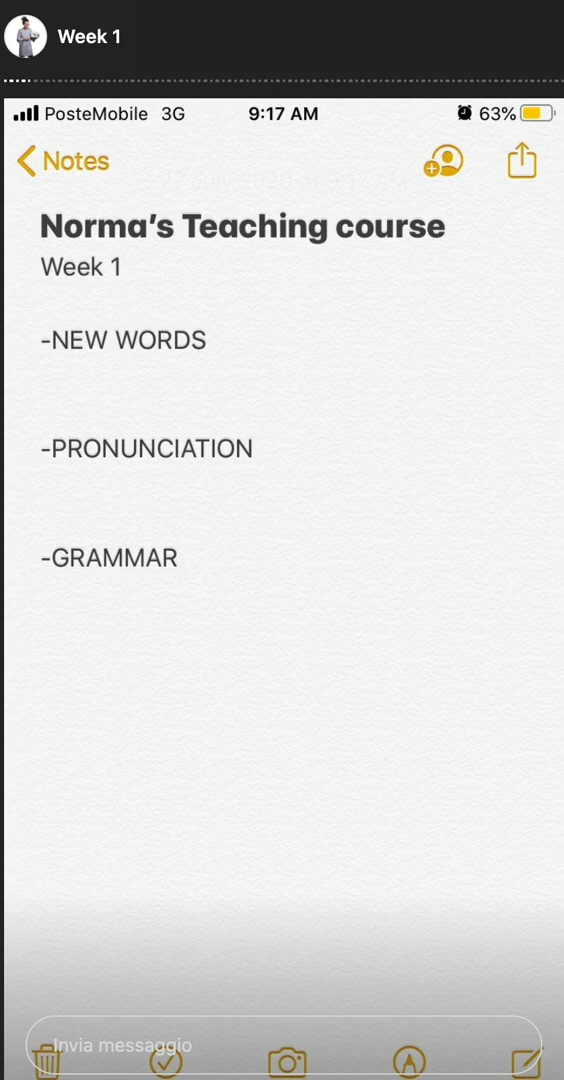 Week 1
PosteMobile 3G 9:17 AM 63%
Notes
Norma’s Teaching course
Week 1
-NEW WORDS
-PRONUNCIATION
-GRAMMAR
Invia messaggio